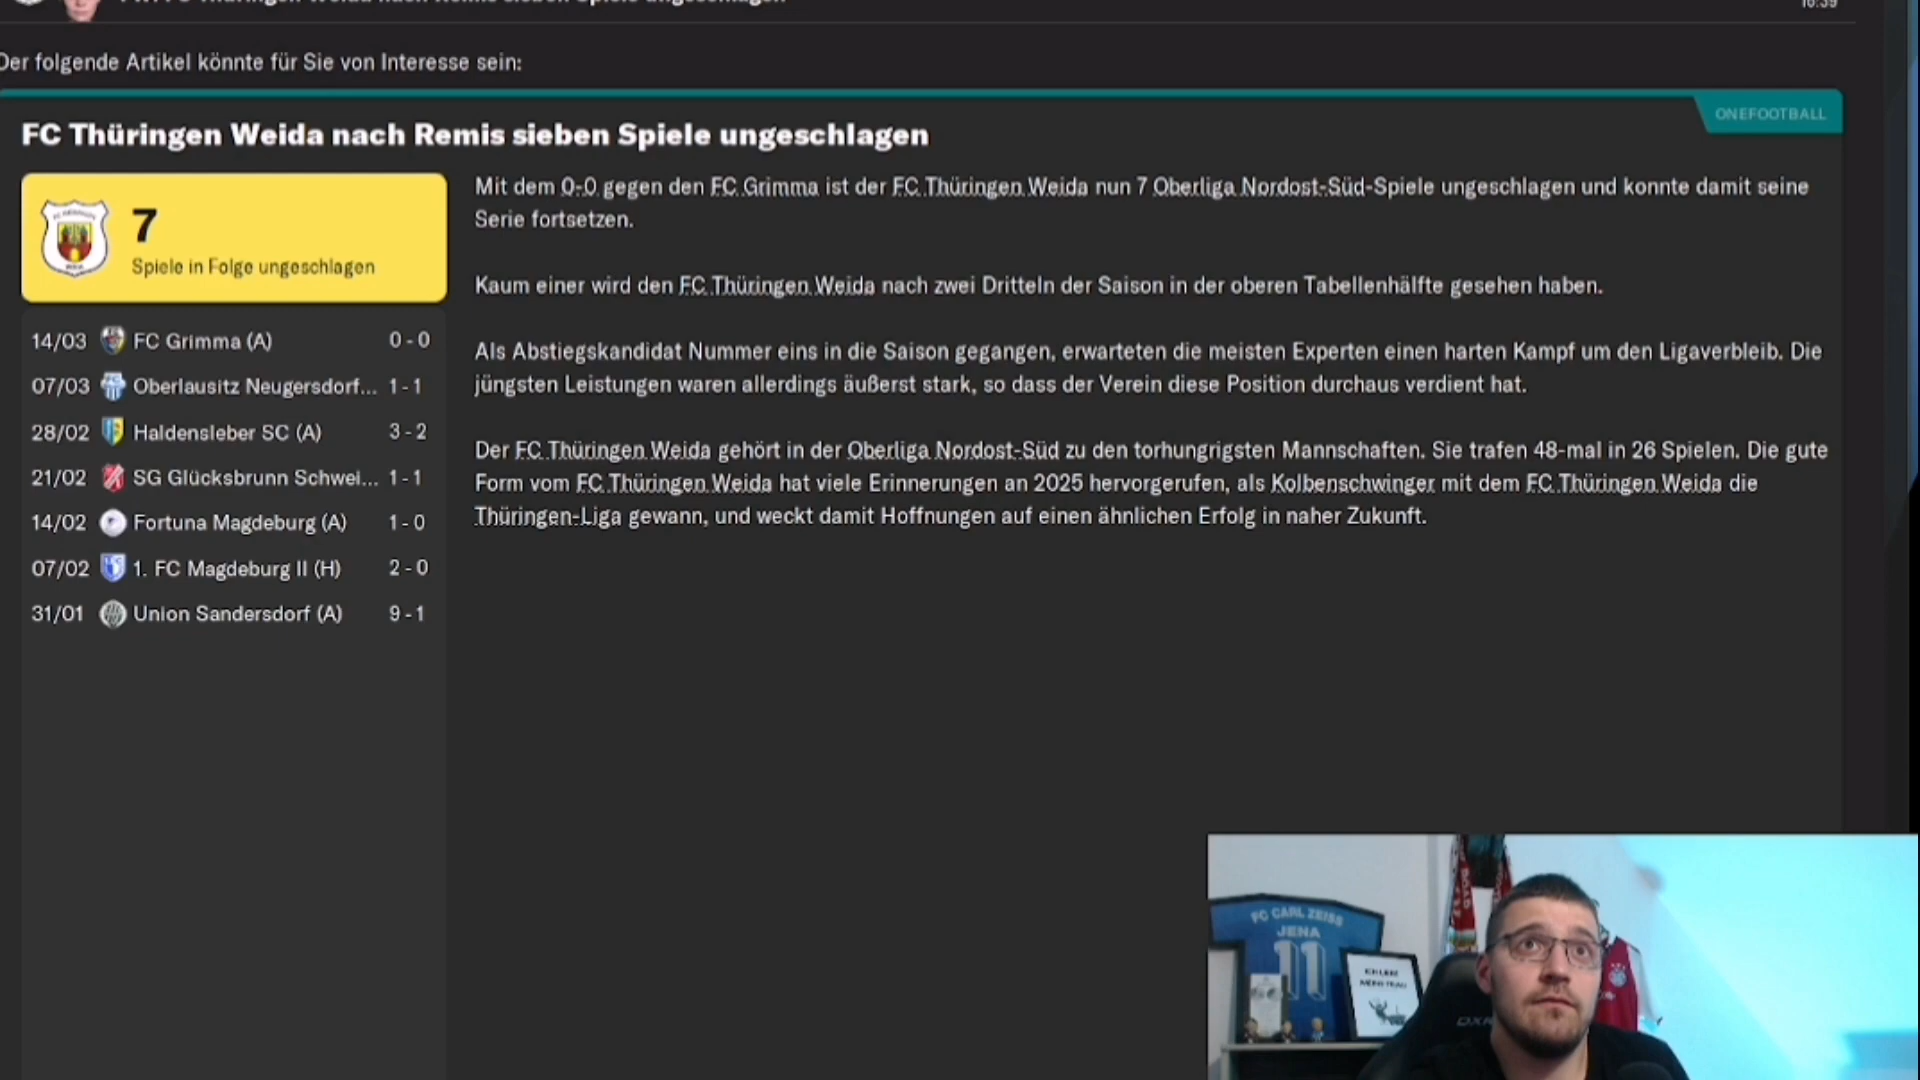 Der folgende Artikel könnte für Sie von Interesse sein:
ONEFOOTBALL
FC Thüringen Weida nach Remis sieben Spiele ungeschlagen
7
Spiele in Folge ungeschlagen
14/03 FC Grimma (A) 0 - 0
07/03 Oberlausitz Neugersdorf... 1 - 1
28/02 Haldensleber SC (A) 3 - 2
21/02 SG Glücksbrunn Schwei... 1 - 1
14/02 Fortuna Magdeburg (A) 1 - 0
07/02 1. FC Magdeburg II (H) 2 - 0
31/01 Union Sandersdorf (A) 9 - 1
Mit dem 0-0 gegen den FC Grimma ist der FC Thüringen Weida nun 7 Oberliga Nordost-Süd-Spiele ungeschlagen und konnte damit seine
Serie fortsetzen.
Kaum einer wird den FC Thüringen Weida nach zwei Dritteln der Saison in der oberen Tabellenhälfte gesehen haben.
Als Abstiegskandidat Nummer eins in die Saison gegangen, erwarteten die meisten Experten einen harten Kampf um den Ligaverbleib. Die
jüngsten Leistungen waren allerdings äußerst stark, so dass der Verein diese Position durchaus verdient hat.
Der FC Thüringen Weida gehört in der Oberliga Nordost-Süd zu den torhungrigsten Mannschaften. Sie trafen 48-mal in 26 Spielen. Die gute
Form vom FC Thüringen Weida hat viele Erinnerungen an 2025 hervorgerufen, als Kolbenschwinger mit dem FC Thüringen Weida die
Thüringen-Liga gewann, und weckt damit Hoffnungen auf einen ähnlichen Erfolg in naher Zukunft.
FC CARL ZEISS
JENA
11